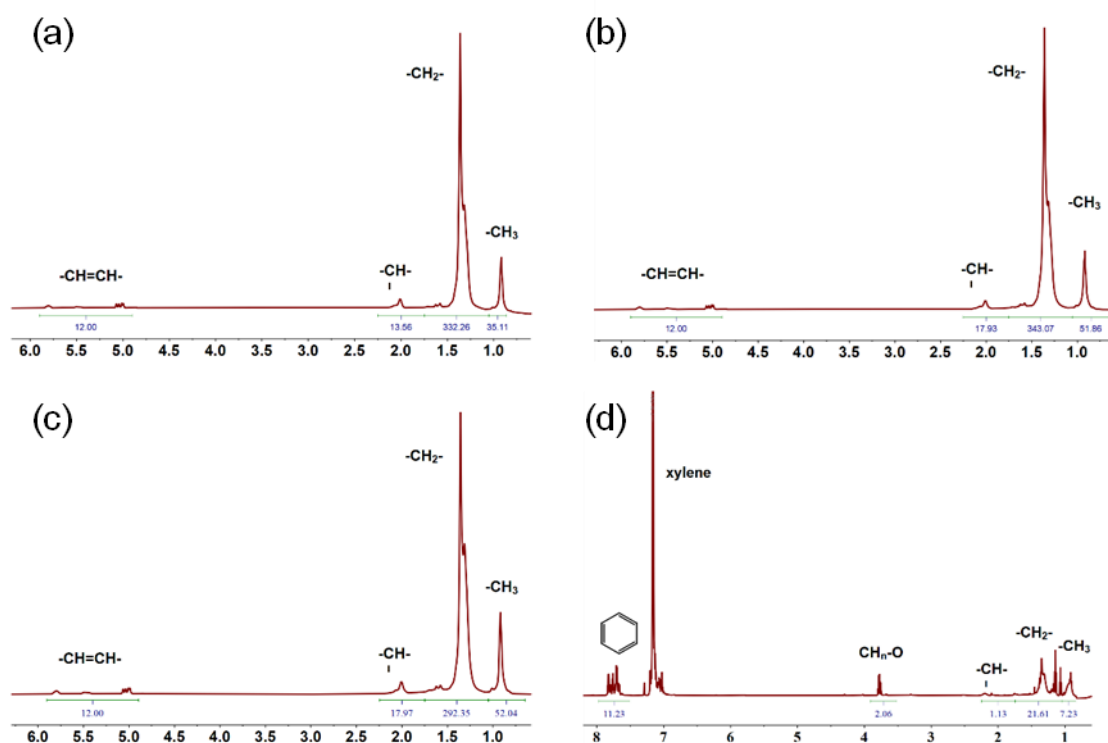 (a)
-CH₂-
-CH₃
-CH=CH-
-CH-
12.00 13.56 332.26 35.11
6.0 5.5 5.0 4.5 4.0 3.5 3.0 2.5 2.0 1.5 1.0
(b)
-CH₂-
-CH₃
-CH=CH-
-CH-
12.00 17.93 343.07 51.86
6.0 5.5 5.0 4.5 4.0 3.5 3.0 2.5 2.0 1.5 1.0
(c)
-CH₂-
-CH₃
-CH=CH-
-CH-
12.00 17.97 292.35 52.04
6.0 5.5 5.0 4.5 4.0 3.5 3.0 2.5 2.0 1.5 1.0
(d)
xylene
-CH₂-
-CH₃
CHₙ-O
-CH-
11.23 2.06 1.13 21.61 7.23
8 7 6 5 4 3 2 1